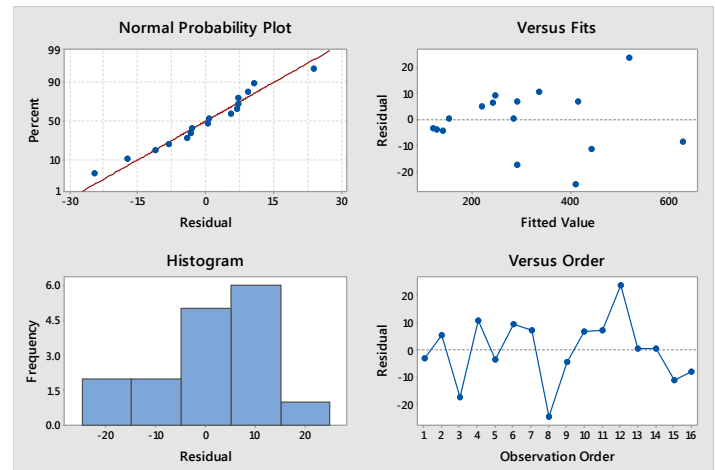 Normal Probability Plot
99
90
50
10
1
Percent
-30 -15 0 15 30
Residual
Versus Fits
20
10
0
-10
-20
Residual
200 400 600
Fitted Value
Histogram
6.0
4.5
3.0
1.5
0.0
Frequency
-20 -10 0 10 20
Residual
Versus Order
20
10
0
-10
-20
Residual
1 2 3 4 5 6 7 8 9 10 11 12 13 14 15 16
Observation Order